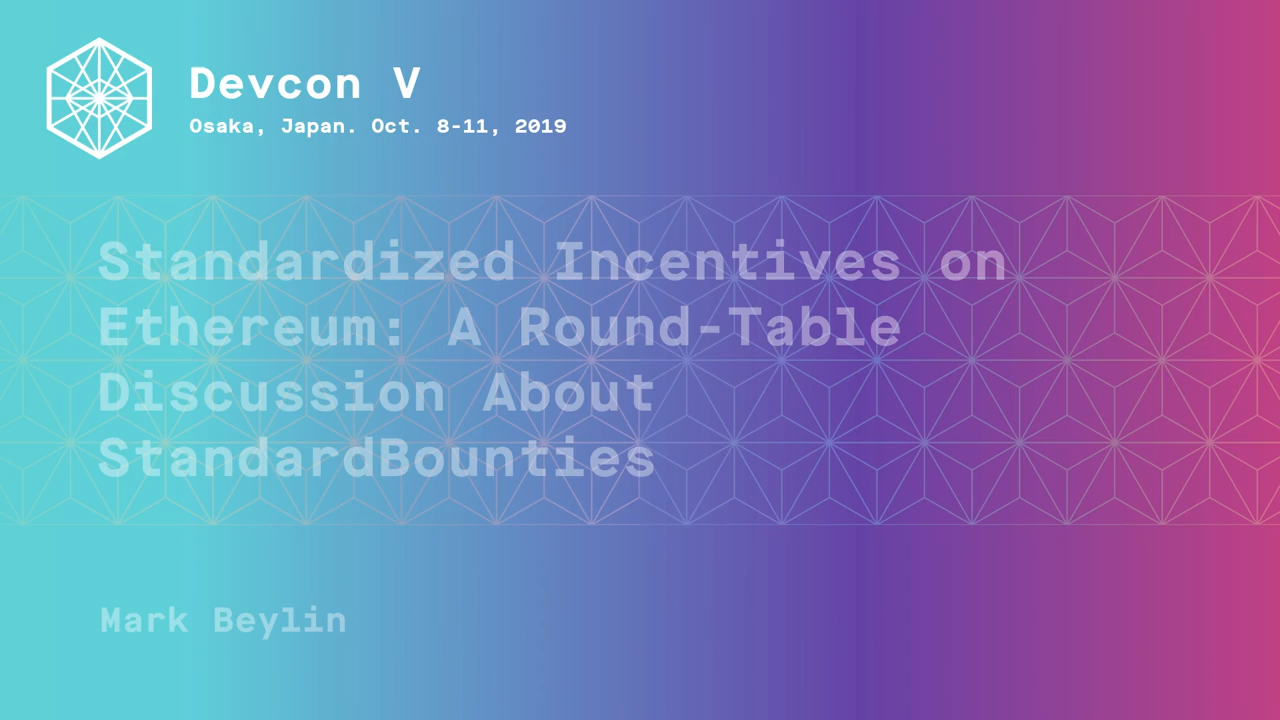 Devcon V
Osaka, Japan. Oct. 8-11, 2019
Standardized Incentives on
Ethereum: A Round-Table
Discussion About
StandardBounties
Mark Beylin